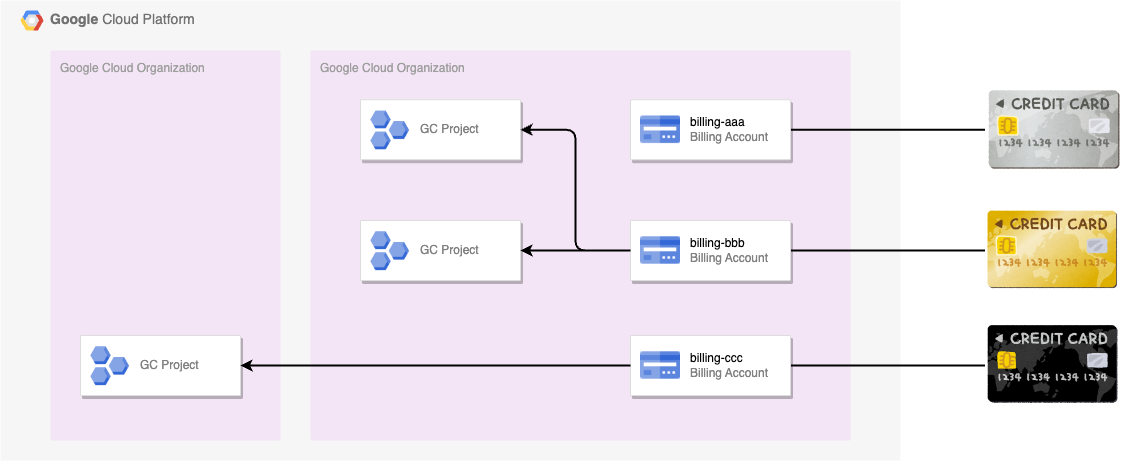 Google Cloud Platform
Google Cloud Organization
Google Cloud Organization
GC Project
billing-aaa
Billing Account
CREDIT CARD
1234 1234 1234 1234
GC Project
billing-bbb
Billing Account
CREDIT CARD
1234 1234 1234 1234
GC Project
billing-ccc
Billing Account
CREDIT CARD
1234 1234 1234 1234